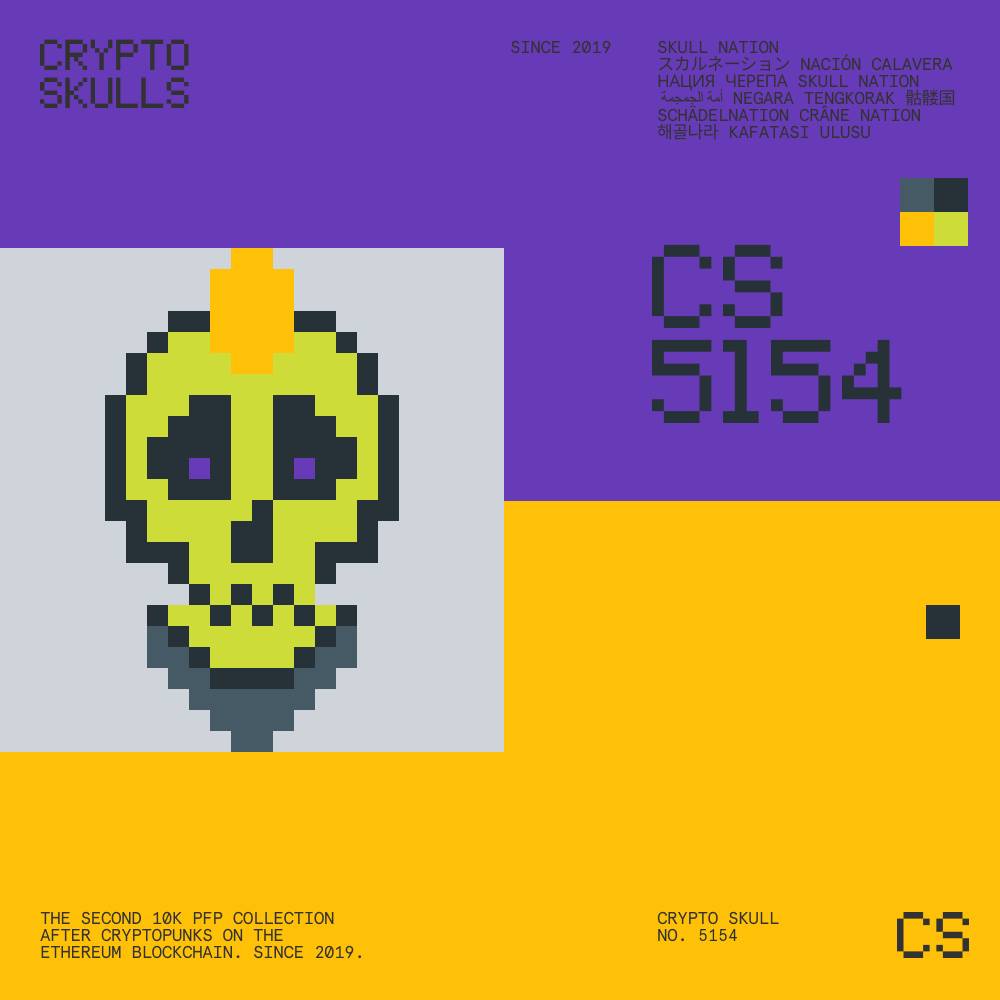 CRYPTO
SKULLS
SINCE 2019
SKULL NATION
スカルネーション NACIÓN CALAVERA
НАЦИЯ ЧЕРЕПА SKULL NATION
أمة الجمجمة NEGARA TENGKORAK 骷髅国
SCHÄDELNATION CRÂNE NATION
해골나라 KAFATASI ULUSU
CS
5154
THE SECOND 10K PFP COLLECTION
AFTER CRYPTOPUNKS ON THE
ETHEREUM BLOCKCHAIN. SINCE 2019.
CRYPTO SKULL
NO. 5154
CS